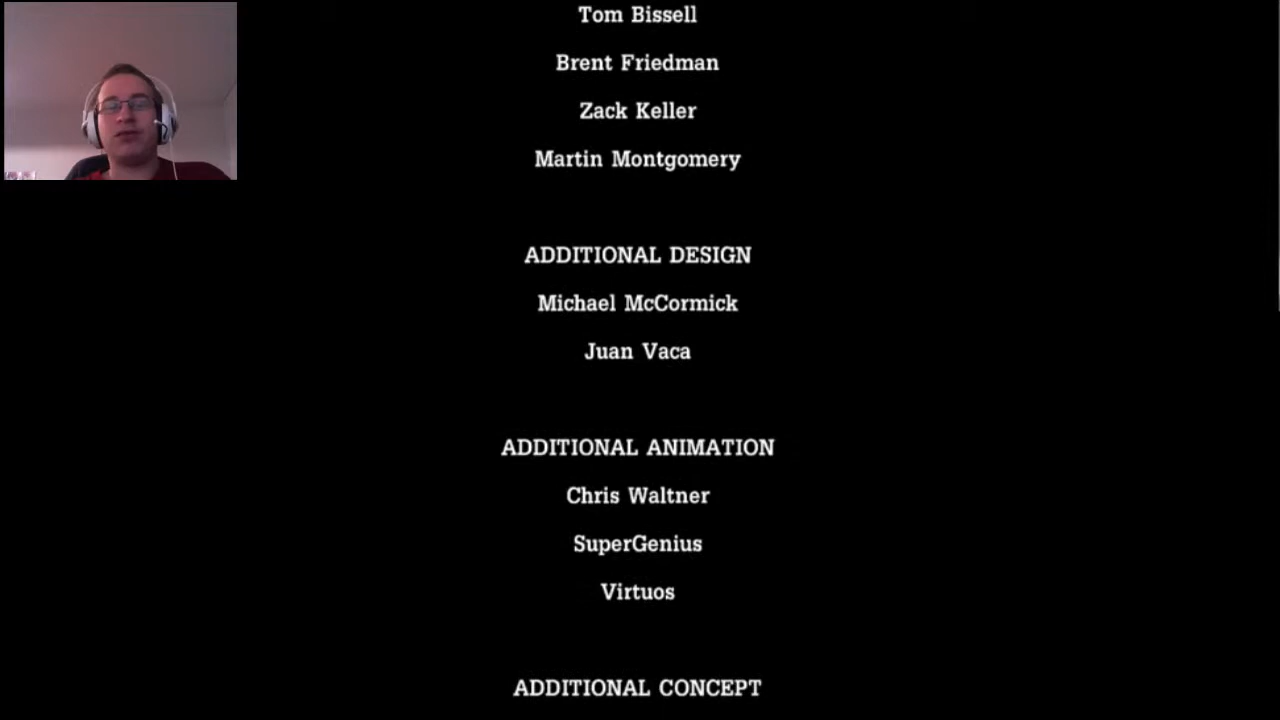 Tom Bissell
Brent Friedman
Zack Keller
Martin Montgomery
ADDITIONAL DESIGN
Michael McCormick
Juan Vaca
ADDITIONAL ANIMATION
Chris Waltner
SuperGenius
Virtuos
ADDITIONAL CONCEPT